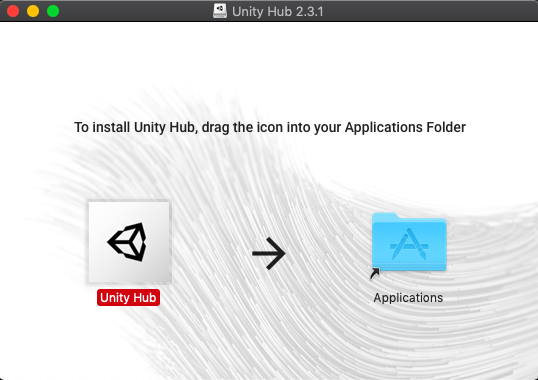 Unity Hub 2.3.1
To install Unity Hub, drag the icon into your Applications Folder
Unity Hub
Applications